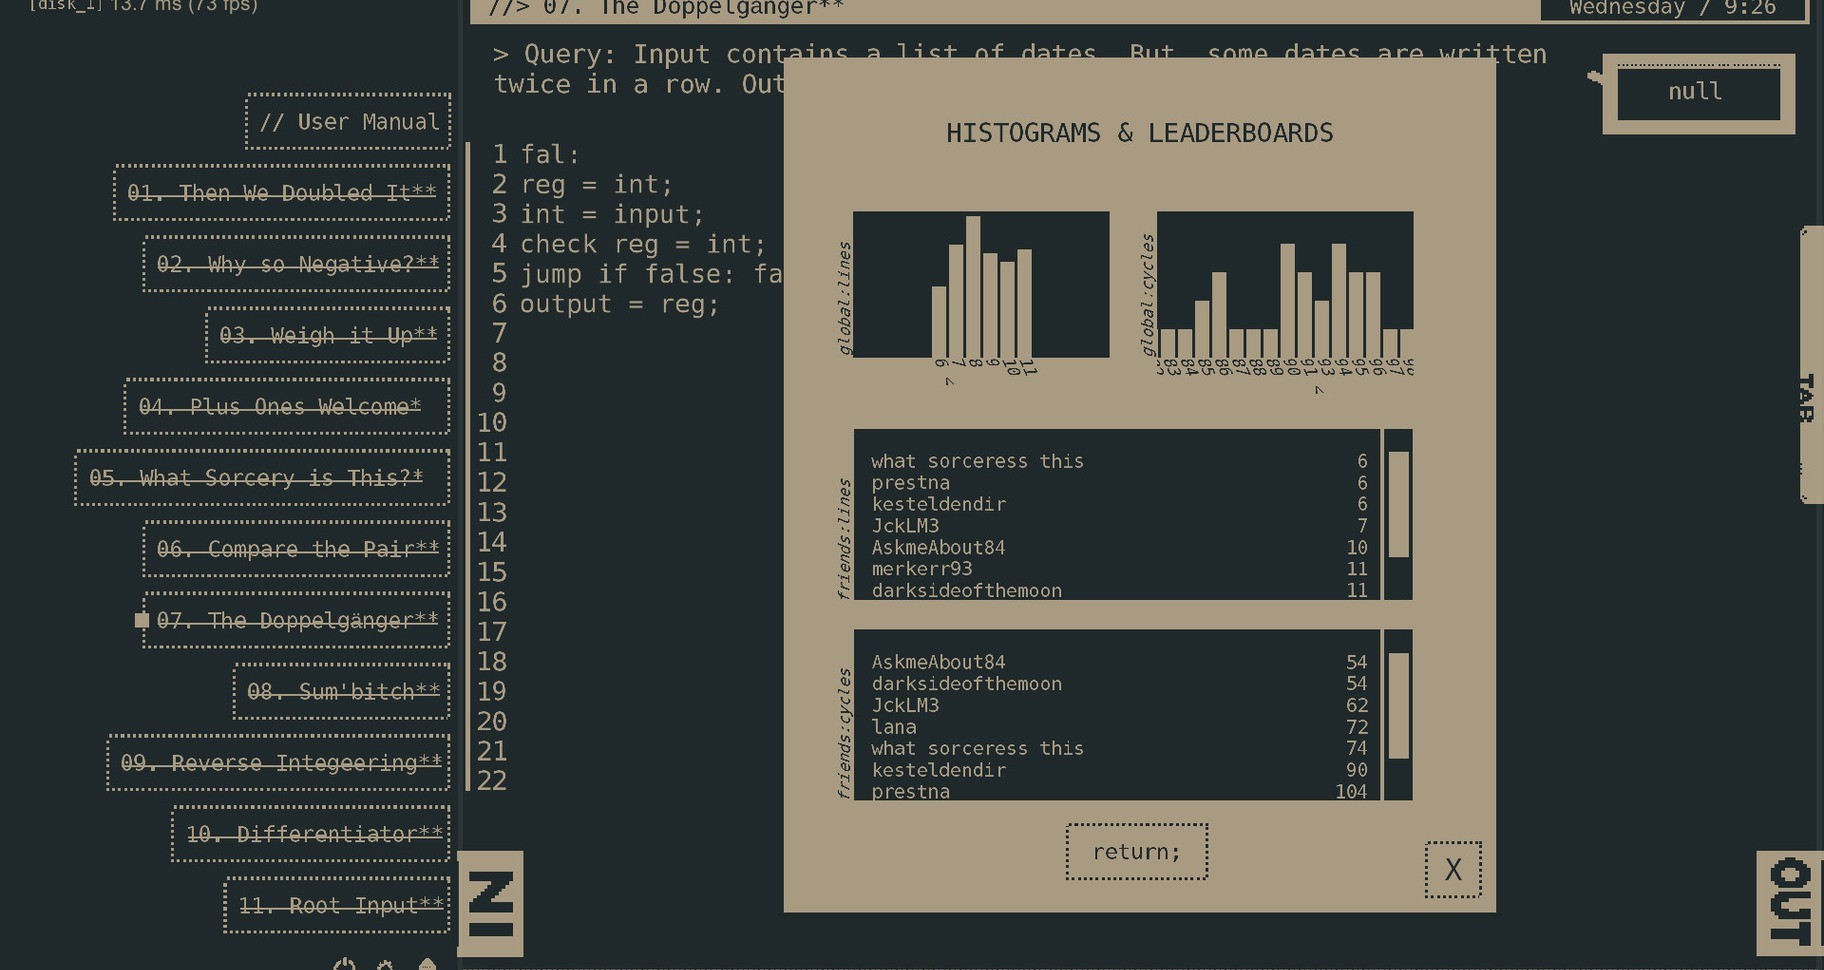 [disk_1] 13.7 ms (73 fps)
//> 07. The Doppelgänger**
Wednesday / 9:26
> Query: Input contains a list of dates. But, some dates are written
twice in a row. Out
null
// User Manual
01. Then We Doubled It**
02. Why so Negative?**
03. Weigh it Up**
04. Plus Ones Welcome*
05. What Sorcery is This?*
06. Compare the Pair**
07. The Doppelgänger**
08. Sum'bitch**
09. Reverse Integeering**
10. Differentiator**
11. Root Input**
1 fal:
2 reg = int;
3 int = input;
4 check reg = int;
5 jump if false: fa
6 output = reg;
7
8
9
10
11
12
13
14
15
16
17
18
19
20
21
22
IN
HISTOGRAMS & LEADERBOARDS
global:lines
6 7 8 9 10 11
<
global:cycles
83 84 85 86 87 88 89 90 91 93 94 95 96 97
<
friends:lines
what sorceress this 6
prestna 6
kesteldendir 6
JckLM3 7
AskmeAbout84 10
merkerr93 11
darksideofthemoon 11
friends:cycles
AskmeAbout84 54
darksideofthemoon 54
JckLM3 62
lana 72
what sorceress this 74
kesteldendir 90
prestna 104
return;
X
TAB
OUT